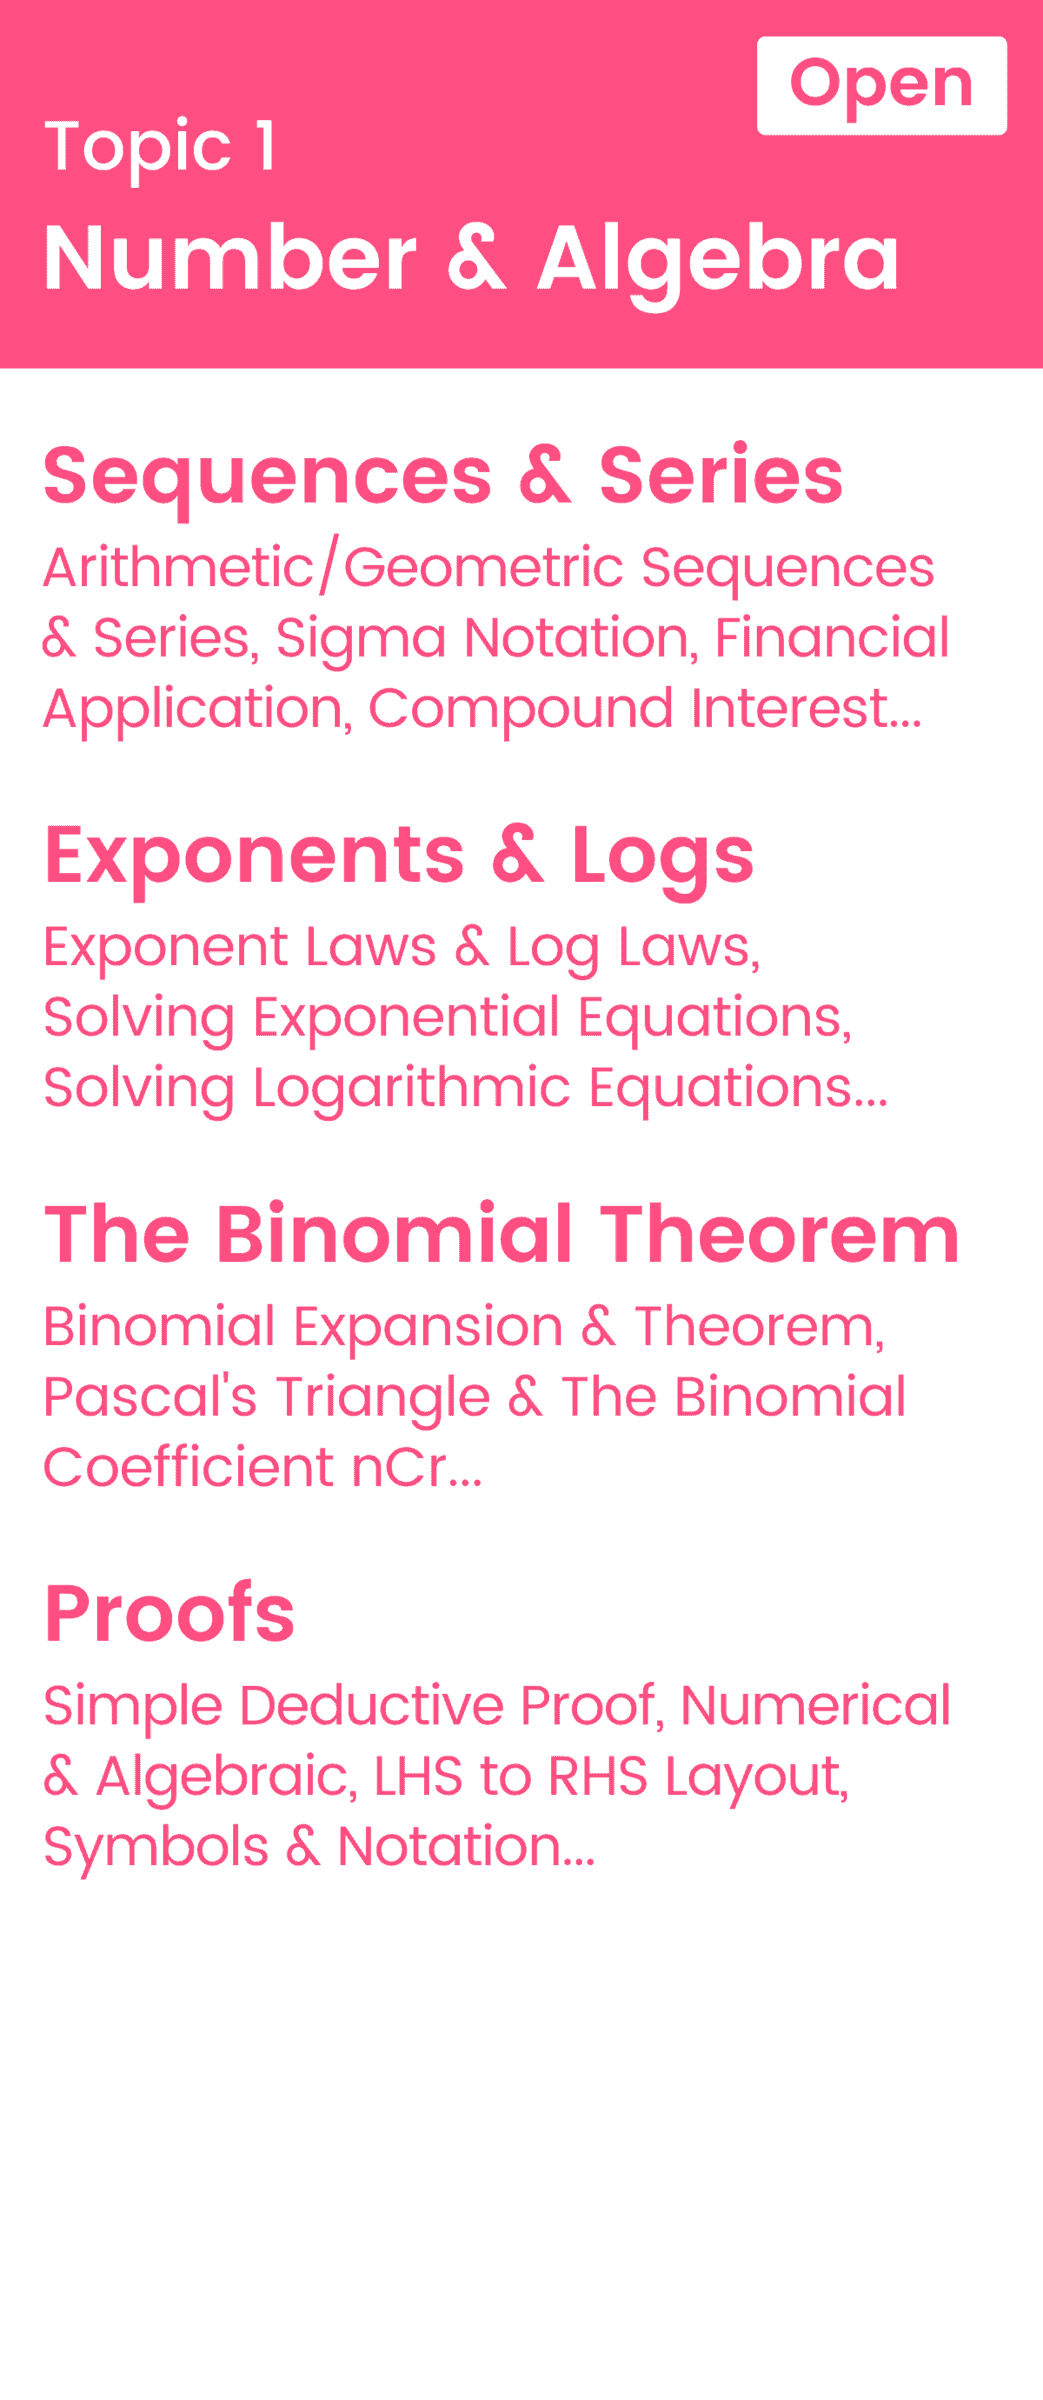 Open
Topic 1
Number & Algebra
Sequences & Series
Arithmetic/Geometric Sequences
& Series, Sigma Notation, Financial
Application, Compound Interest...
Exponents & Logs
Exponent Laws & Log Laws,
Solving Exponential Equations,
Solving Logarithmic Equations...
The Binomial Theorem
Binomial Expansion & Theorem,
Pascal's Triangle & The Binomial
Coefficient nCr...
Proofs
Simple Deductive Proof, Numerical
& Algebraic, LHS to RHS Layout,
Symbols & Notation...